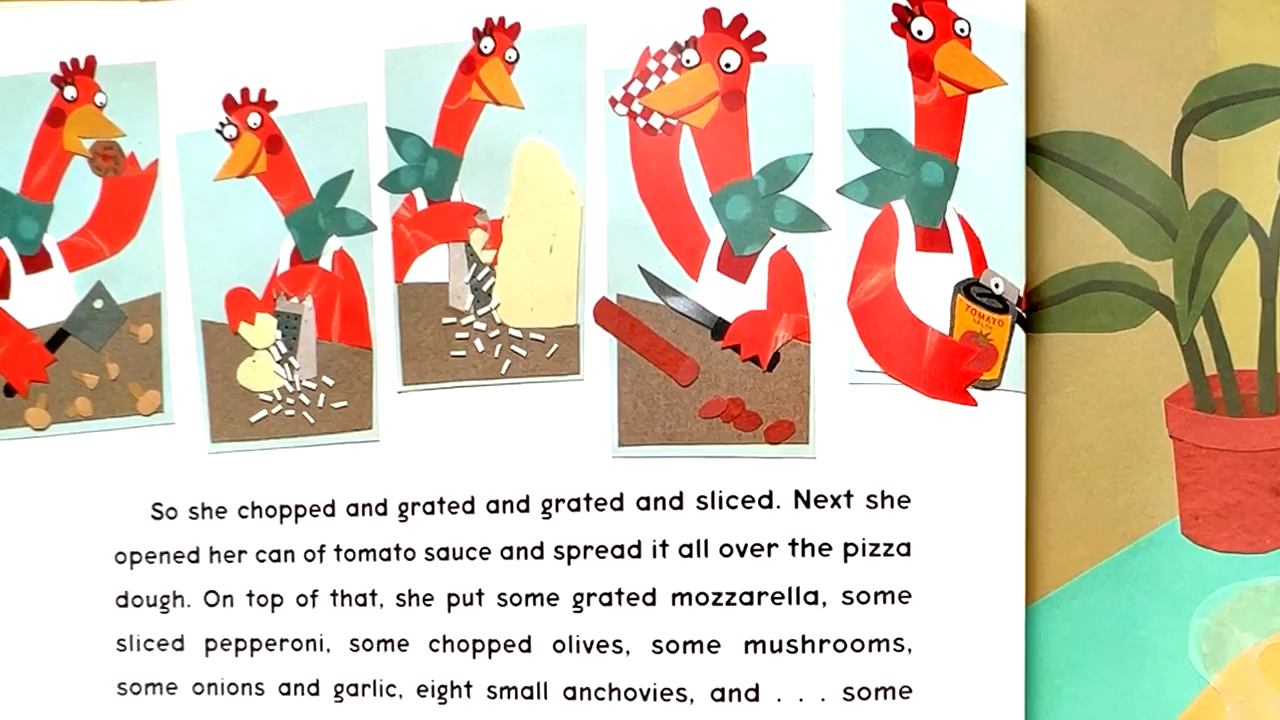 TOMATO
So she chopped and grated and grated and sliced. Next she
opened her can of tomato sauce and spread it all over the pizza
dough. On top of that, she put some grated mozzarella, some
sliced pepperoni, some chopped olives, some mushrooms,
some onions and garlic, eight small anchovies, and . . . some